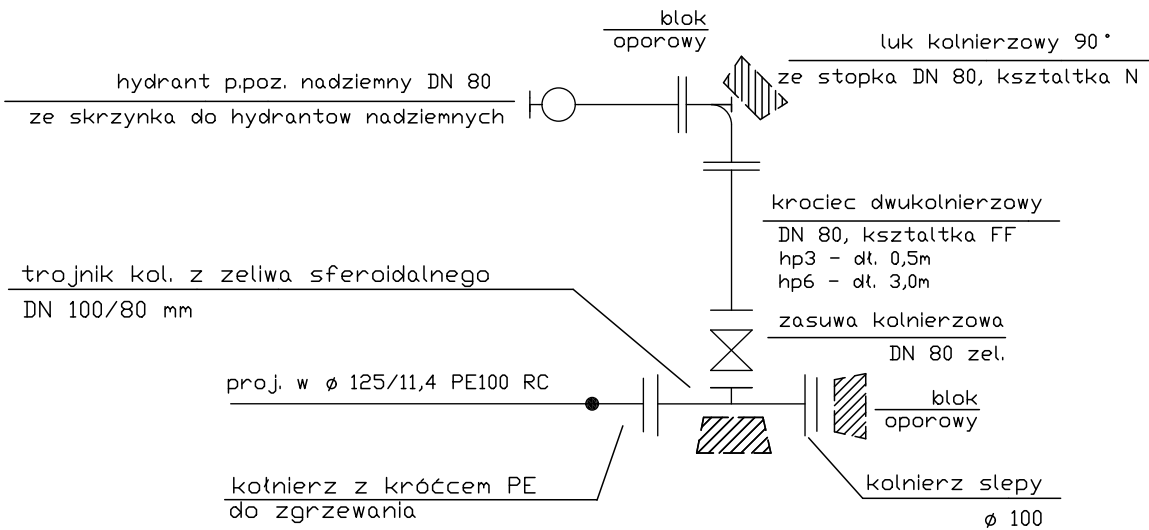 blok
oporowy
luk kolnierzowy 90°
ze stopka DN 80, ksztaltka N
hydrant p.poz. nadziemny DN 80
ze skrzynka do hydrantow nadziemnych
krociec dwukolnierzowy
DN 80, ksztaltka FF
hp3 - dł. 0,5m
hp6 - dł. 3,0m
trojnik kol. z zeliwa sferoidalnego
DN 100/80 mm
zasuwa kolnierzowa
DN 80 zel.
proj. w ø 125/11,4 PE100 RC
blok
oporowy
kołnierz z króćcem PE
do zgrzewania
kolnierz slepy
ø 100